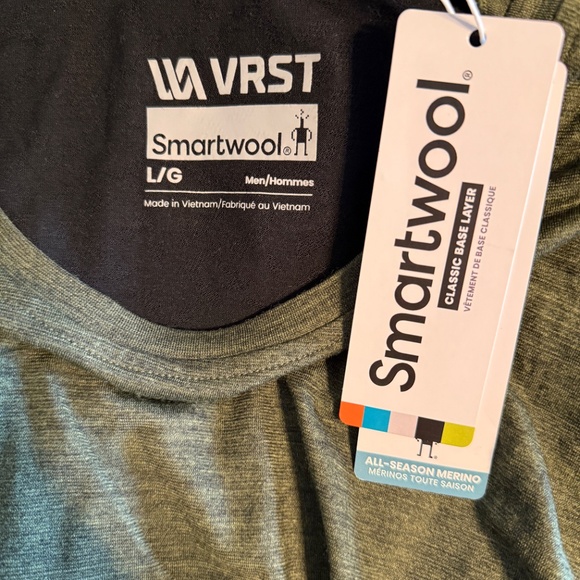 VRST
Smartwool®
L/G Men/Hommes
Made in Vietnam/Fabriqué au Vietnam
Smartwool®
CLASSIC BASE LAYER
VÊTEMENT DE BASE CLASSIQUE
ALL-SEASON MERINO
MÉRINOS TOUTE SAISON